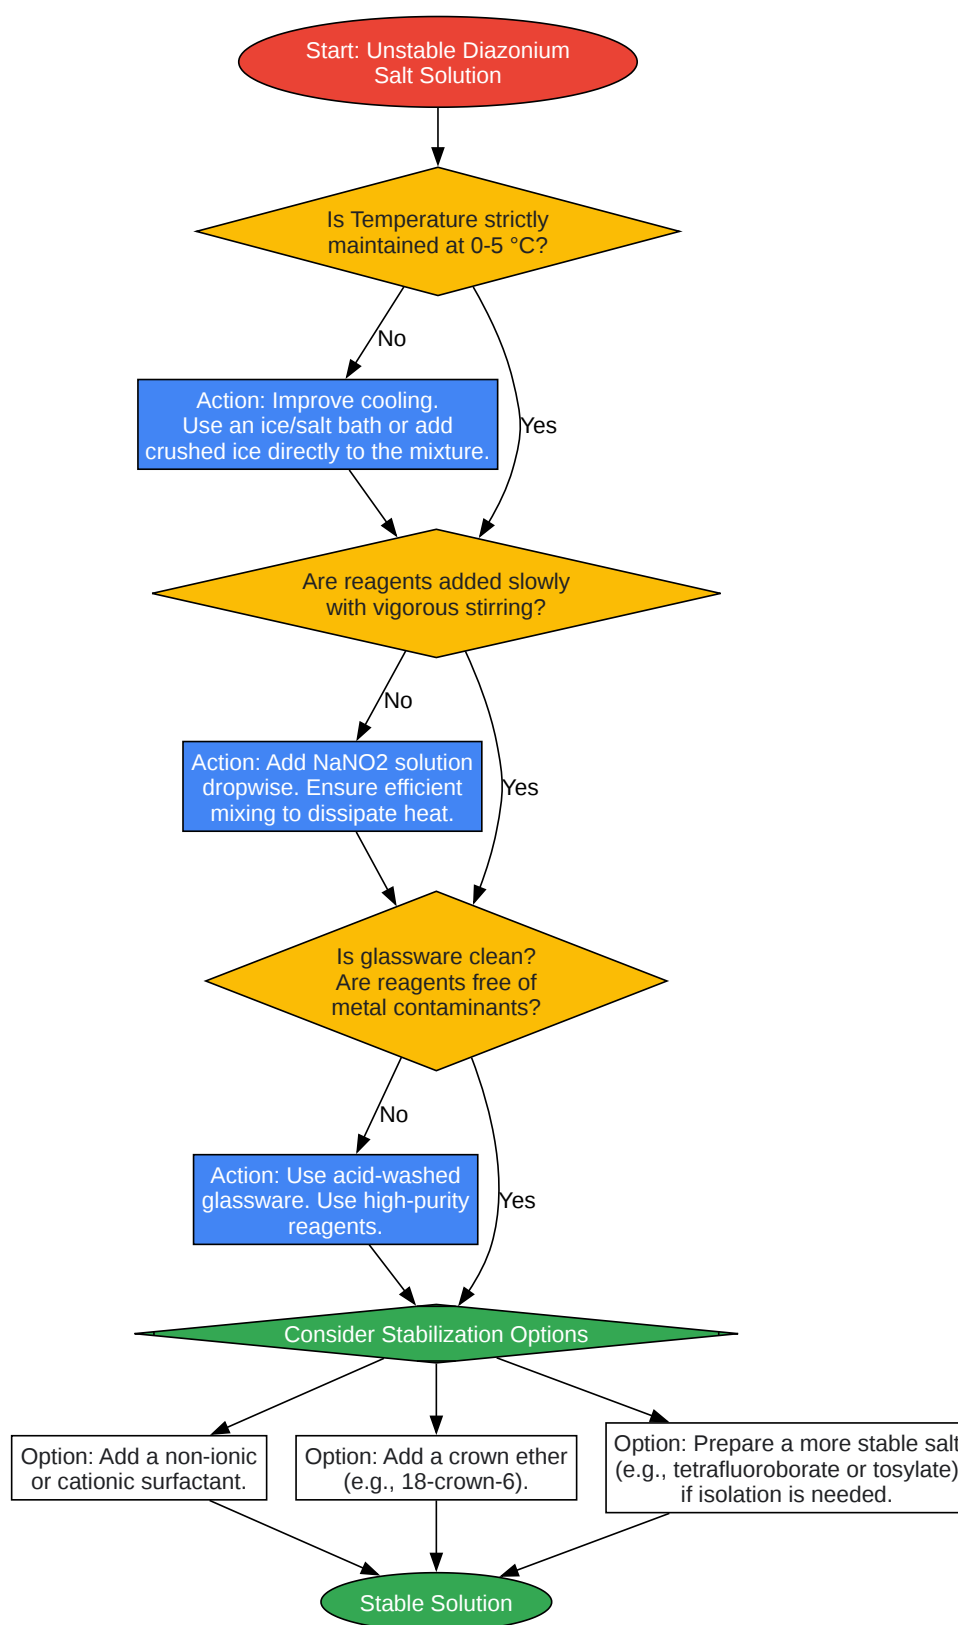 Start: Unstable Diazonium
Salt Solution
Is Temperature strictly
maintained at 0-5 °C?
No
Action: Improve cooling.
Use an ice/salt bath or add
crushed ice directly to the mixture.
Yes
Are reagents added slowly
with vigorous stirring?
No
Action: Add NaNO2 solution
dropwise. Ensure efficient
mixing to dissipate heat.
Yes
Is glassware clean?
Are reagents free of
metal contaminants?
No
Action: Use acid-washed
glassware. Use high-purity
reagents.
Yes
Consider Stabilization Options
Option: Add a non-ionic
or cationic surfactant.
Option: Add a crown ether
(e.g., 18-crown-6).
Option: Prepare a more stable salt
(e.g., tetrafluoroborate or tosylate)
if isolation is needed.
Stable Solution